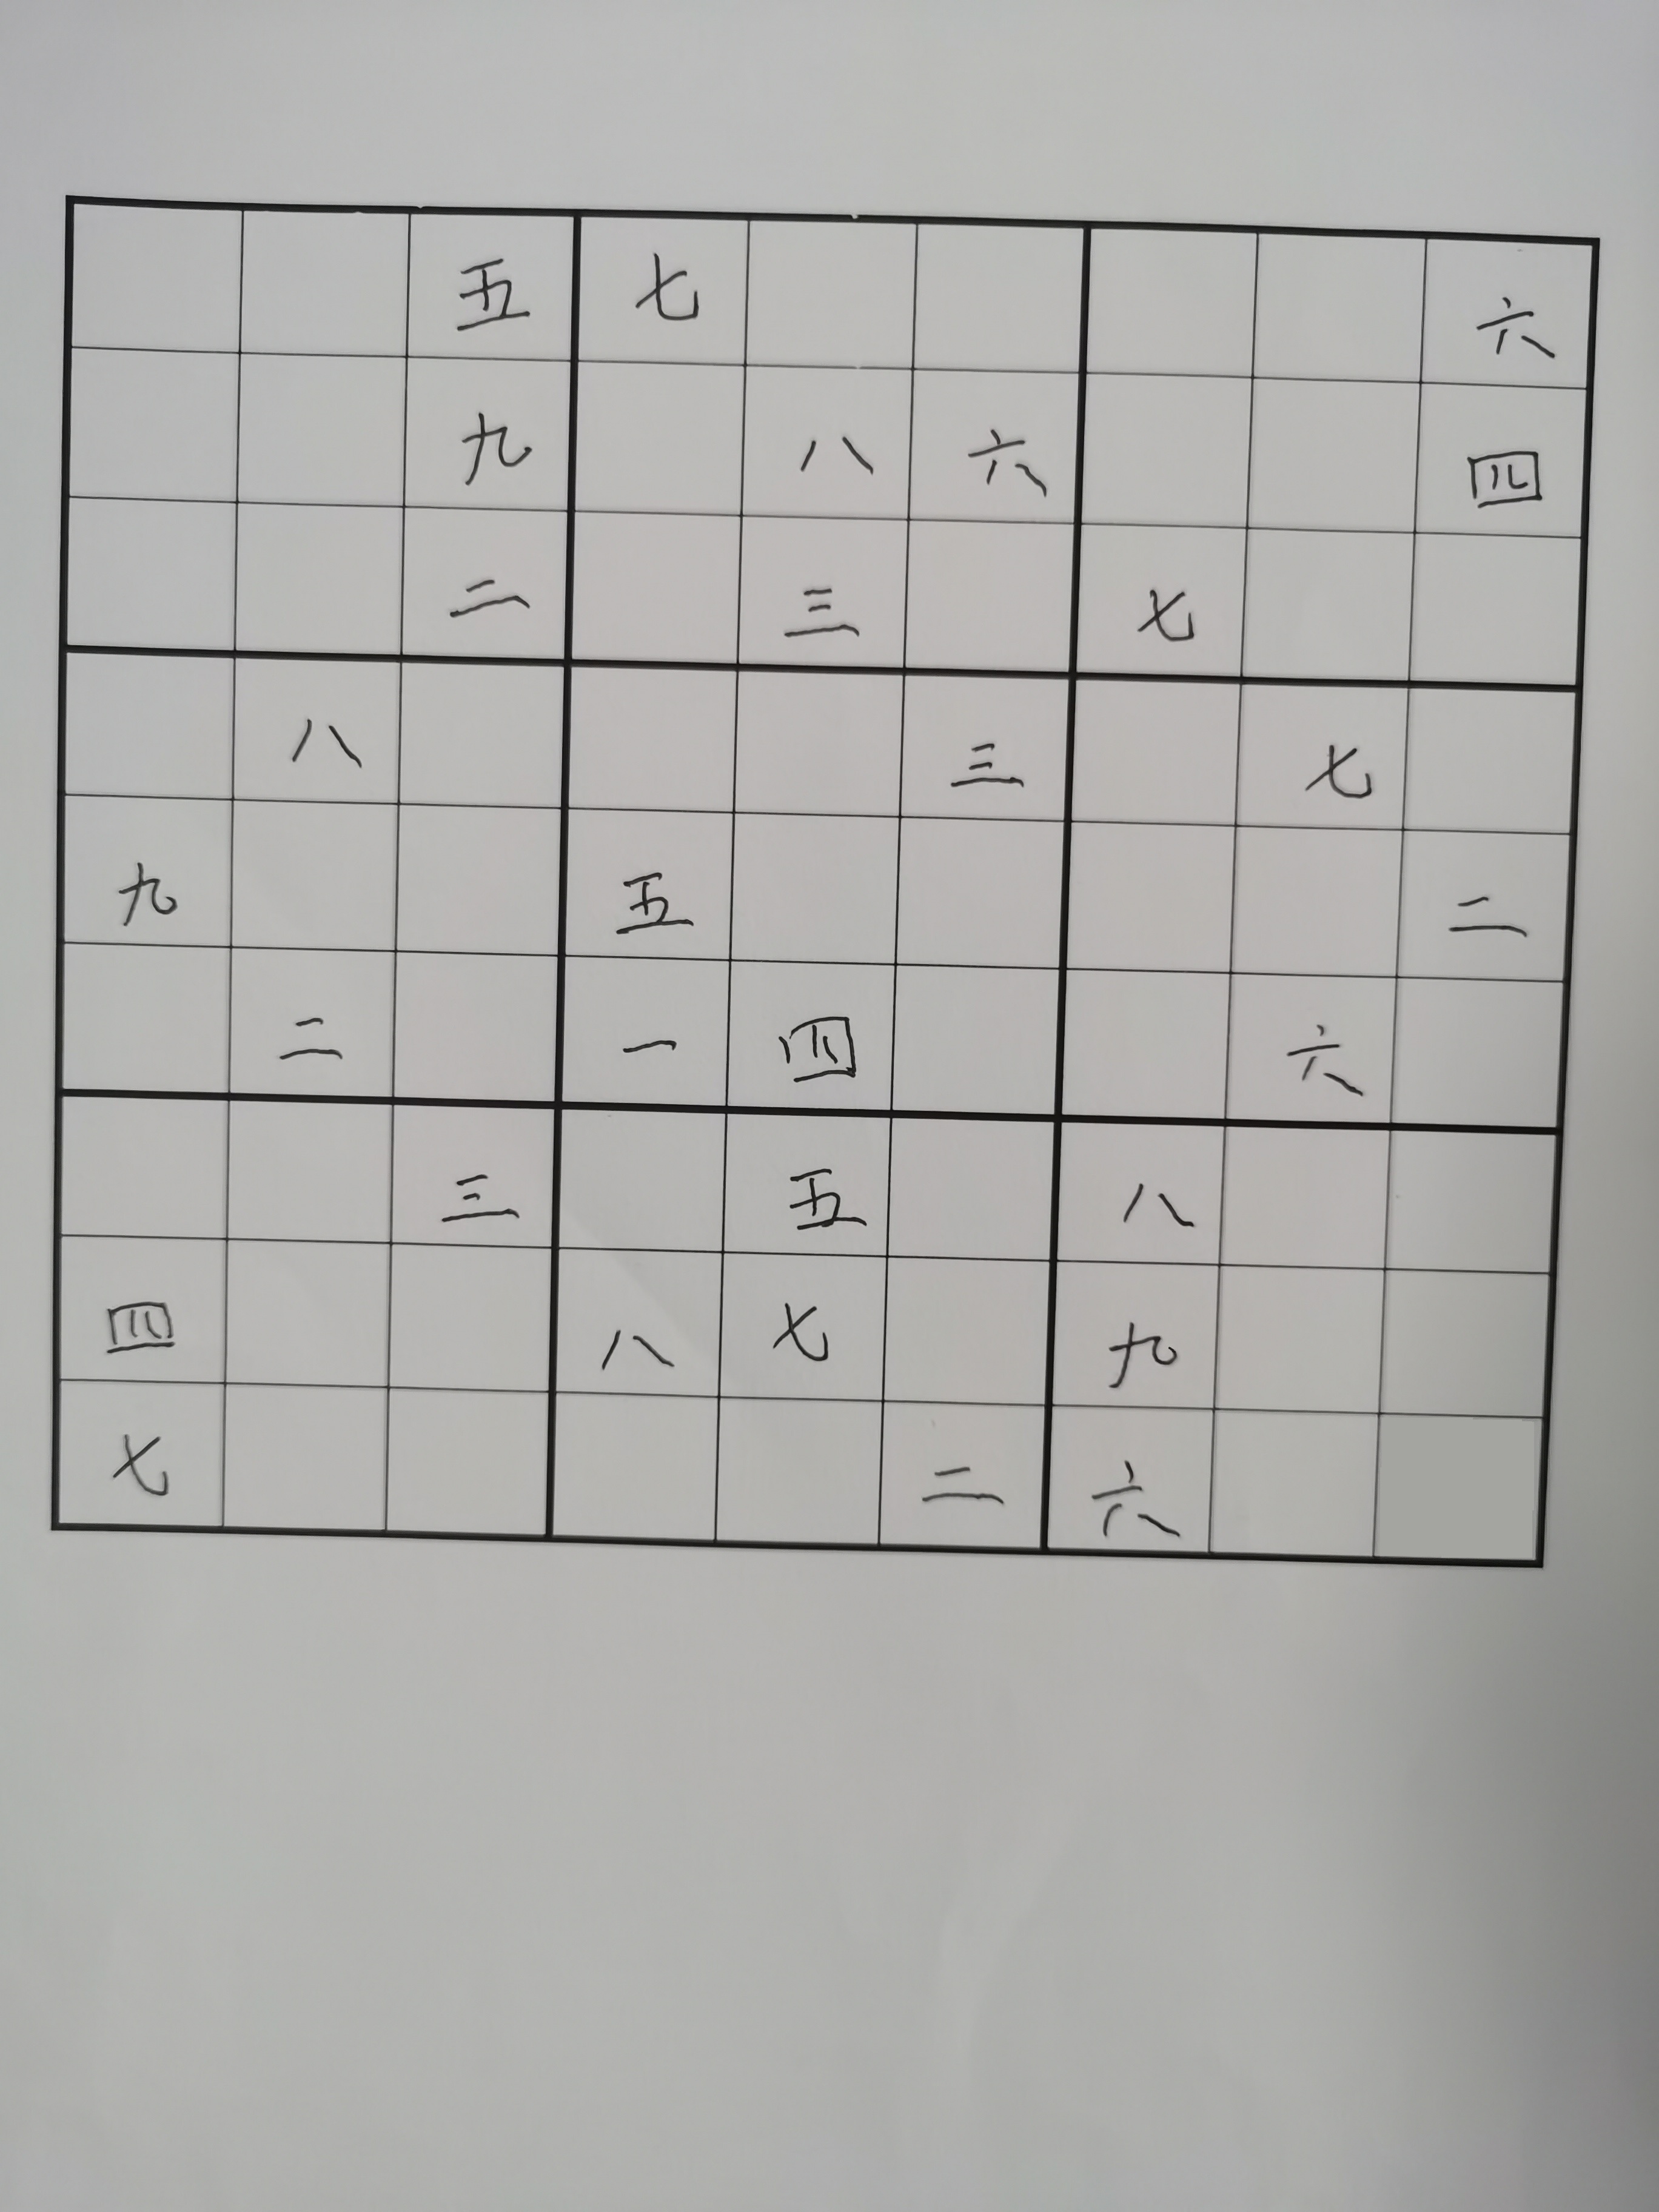 五 七 六
九 八 六 四
二 三 七
八 三 七
九 五 二
二 一 四 六
三 五 八
四 八 七 九
七 二 六